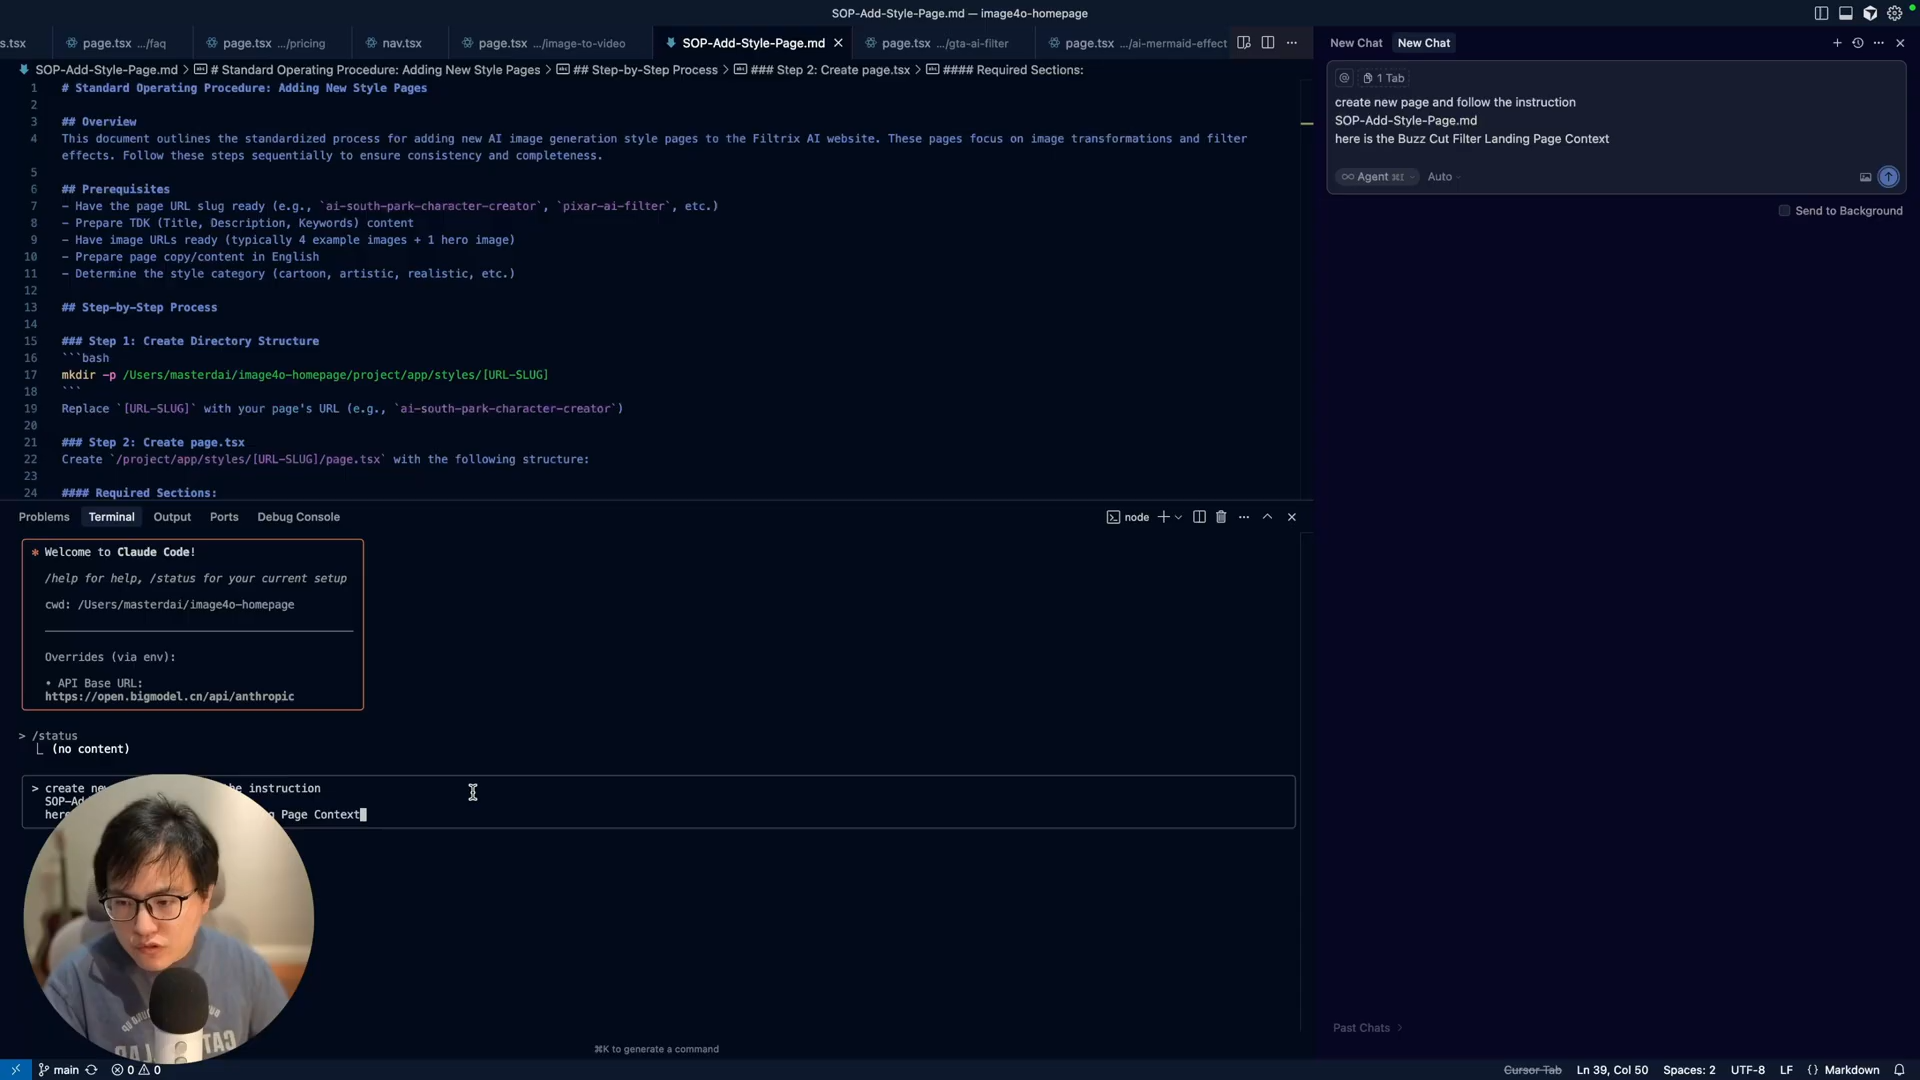 SOP-Add-Style-Page.md — image4o-homepage
s.tsx
page.tsx .../faq
page.tsx .../pricing
nav.tsx
page.tsx .../image-to-video
SOP-Add-Style-Page.md
page.tsx .../gta-ai-filter
page.tsx .../ai-mermaid-effect
SOP-Add-Style-Page.md > # Standard Operating Procedure: Adding New Style Pages > ## Step-by-Step Process > ### Step 2: Create page.tsx > #### Required Sections:
1 # Standard Operating Procedure: Adding New Style Pages
2
3 ## Overview
4 This document outlines the standardized process for adding new AI image generation style pages to the Filtrix AI website. These pages focus on image transformations and filter
effects. Follow these steps sequentially to ensure consistency and completeness.
5
6 ## Prerequisites
7 - Have the page URL slug ready (e.g., `ai-south-park-character-creator`, `pixar-ai-filter`, etc.)
8 - Prepare TDK (Title, Description, Keywords) content
9 - Have image URLs ready (typically 4 example images + 1 hero image)
10 - Prepare page copy/content in English
11 - Determine the style category (cartoon, artistic, realistic, etc.)
12
13 ## Step-by-Step Process
14
15 ### Step 1: Create Directory Structure
16 ```bash
17 mkdir -p /Users/masterdai/image4o-homepage/project/app/styles/[URL-SLUG]
18 ```
19 Replace `[URL-SLUG]` with your page's URL (e.g., `ai-south-park-character-creator`)
20
21 ### Step 2: Create page.tsx
22 Create `/project/app/styles/[URL-SLUG]/page.tsx` with the following structure:
23
24 #### Required Sections:
Problems
Terminal
Output
Ports
Debug Console
node
Welcome to Claude Code!
/help for help, /status for your current setup
cwd: /Users/masterdai/image4o-homepage
Overrides (via env):
• API Base URL:
https://open.bigmodel.cn/api/anthropic
> /status
(no content)
> create instruction
Page Context
⌘K to generate a command
New Chat
New Chat
@
1 Tab
create new page and follow the instruction
SOP-Add-Style-Page.md
here is the Buzz Cut Filter Landing Page Context
∞ Agent ⌘I
Auto
Send to Background
Past Chats >
main
0
0
Cursor Tab
Ln 39, Col 50
Spaces: 2
UTF-8
LF
{} Markdown